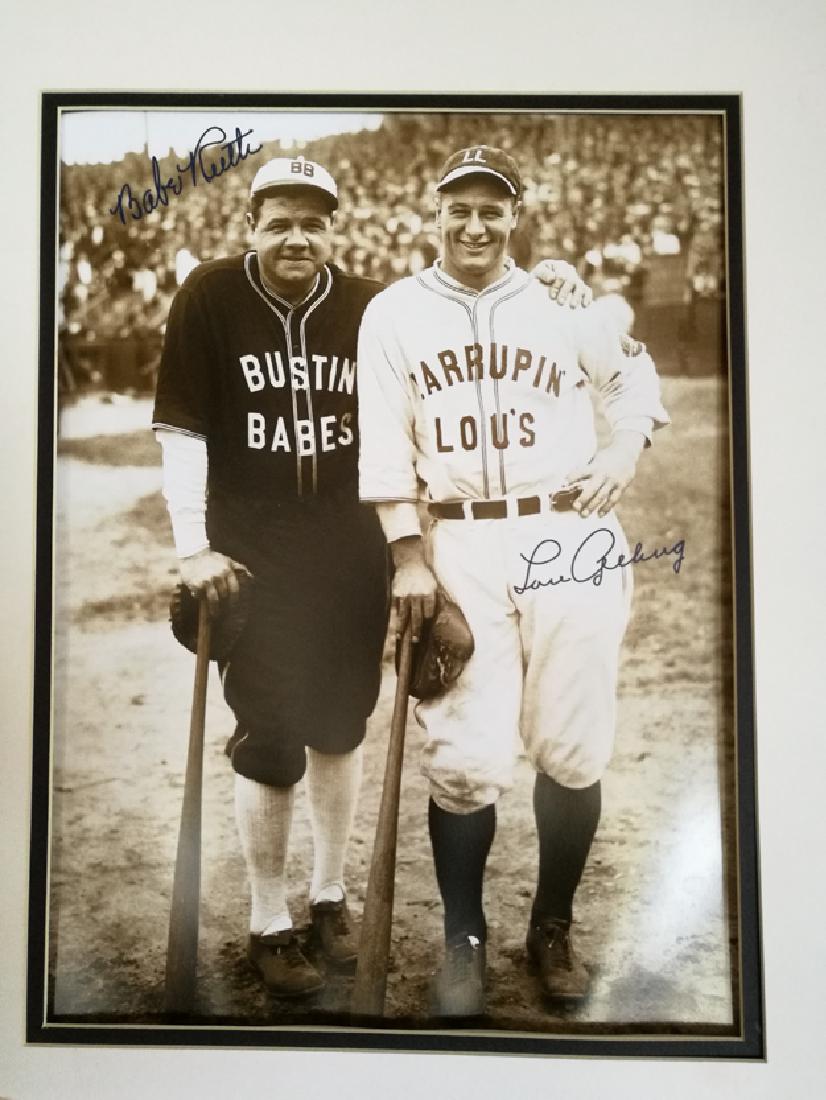 Babe Ruth
BB
LL
BUSTIN'
BABES
LARRUPIN'
LOU'S
Lou Gehrig